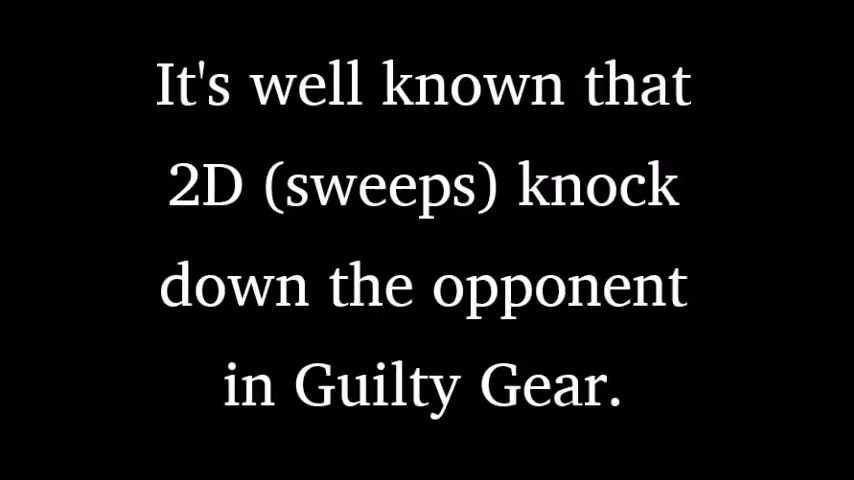 It's well known that
2D (sweeps) knock
down the opponent
in Guilty Gear.